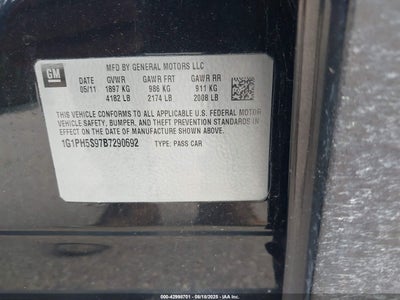 GM
MFD BY GENERAL MOTORS LLC
05/11 GVWR GAWR FRT GAWR RR
1897 KG 986 KG 911 KG
4182 LB 2174 LB 2008 LB
THIS VEHICLE CONFORMS TO ALL APPLICABLE U.S. FEDERAL MOTOR
VEHICLE SAFETY, BUMPER, AND THEFT PREVENTION STANDARDS
IN EFFECT ON THE DATE OF MANUFACTURE SHOWN ABOVE.
1G1PH5S97B7290692 TYPE: PASS CAR
000-42998701 - 09/18/2025 - IAA Inc.